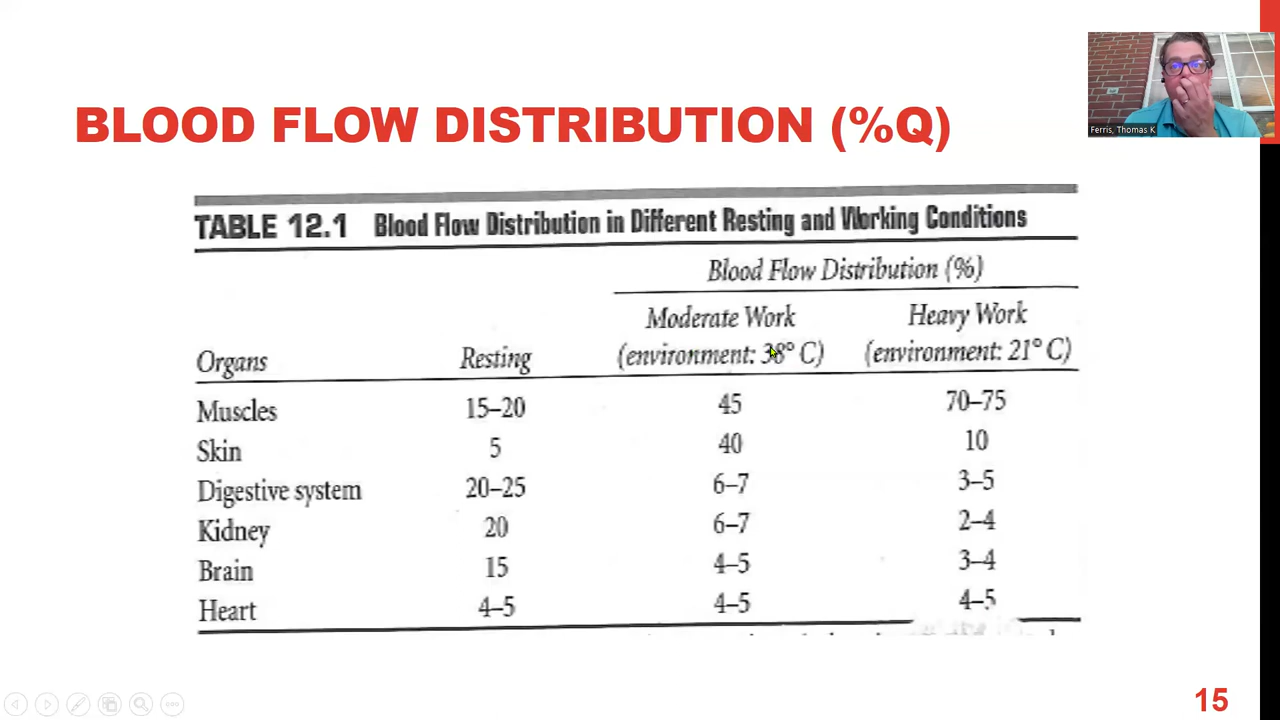 BLOOD FLOW DISTRIBUTION (%Q)
Ferris, Thomas K
TABLE 12.1 Blood Flow Distribution in Different Resting and Working Conditions
Blood Flow Distribution (%)
Moderate Work Heavy Work
Organs Resting (environment: 38° C) (environment: 21° C)
Muscles 15–20 45 70–75
Skin 5 40 10
Digestive system 20–25 6–7 3–5
Kidney 20 6–7 2–4
Brain 15 4–5 3–4
Heart 4–5 4–5 4–5
15